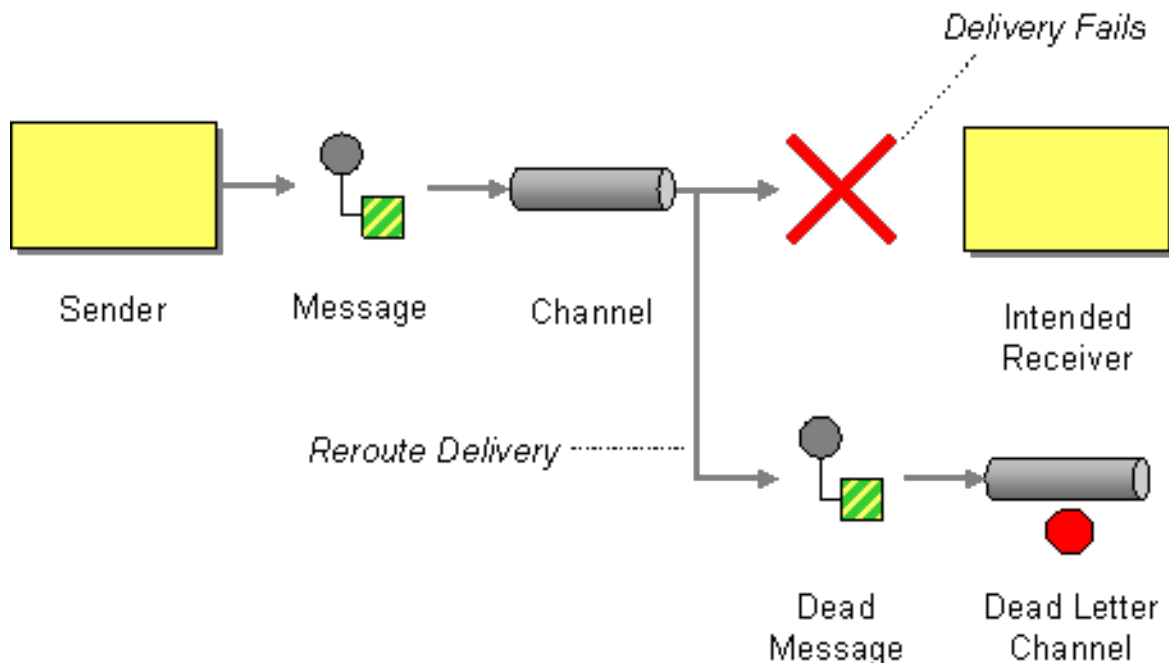 Delivery Fails
Sender
Message
Channel
Intended
Receiver
Reroute Delivery
Dead
Message
Dead Letter
Channel